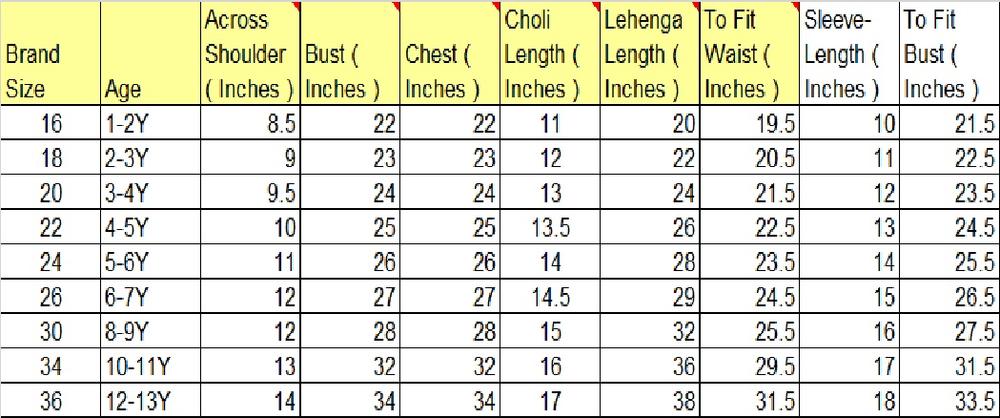 Across Choli Lehenga To Fit Sleeve- To Fit
Brand Shoulder Bust ( Chest ( Length ( Length ( Waist ( Length ( Bust (
Size Age ( Inches ) Inches ) Inches ) Inches ) Inches ) Inches ) Inches ) Inches )
16 1-2Y 8.5 22 22 11 20 19.5 10 21.5
18 2-3Y 9 23 23 12 22 20.5 11 22.5
20 3-4Y 9.5 24 24 13 24 21.5 12 23.5
22 4-5Y 10 25 25 13.5 26 22.5 13 24.5
24 5-6Y 11 26 26 14 28 23.5 14 25.5
26 6-7Y 12 27 27 14.5 29 24.5 15 26.5
30 8-9Y 12 28 28 15 32 25.5 16 27.5
34 10-11Y 13 32 32 16 36 29.5 17 31.5
36 12-13Y 14 34 34 17 38 31.5 18 33.5